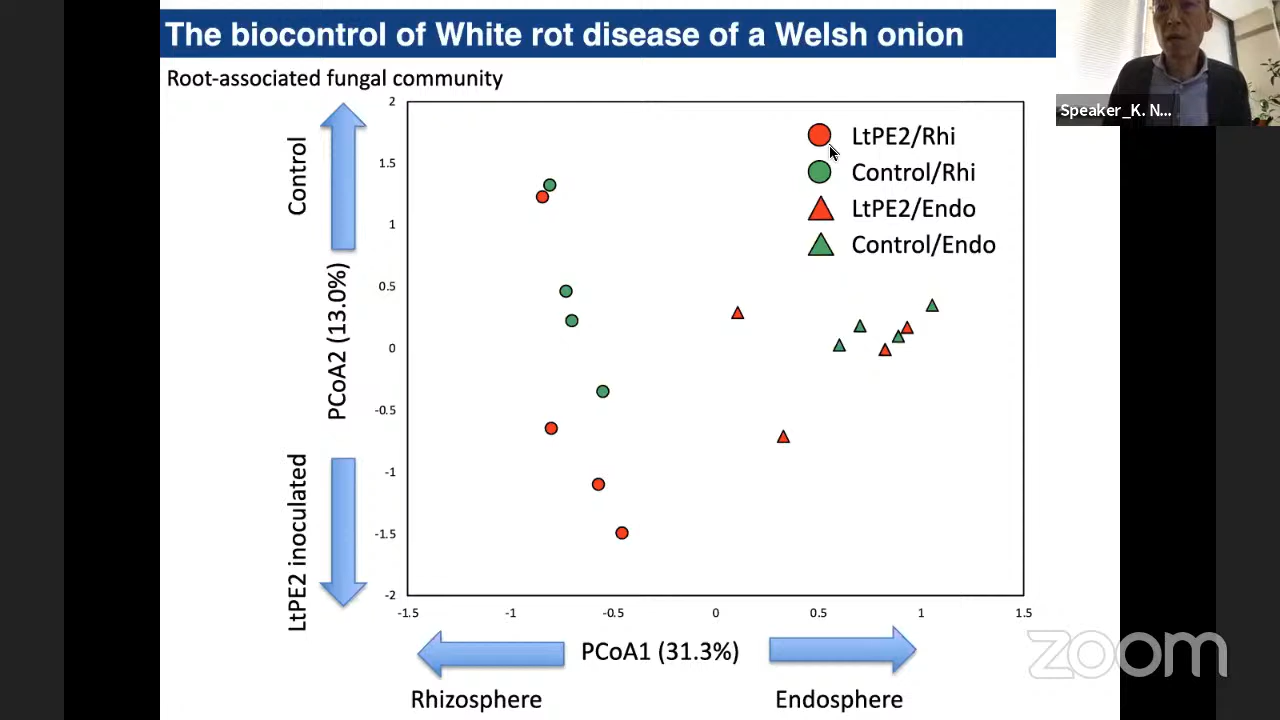 The biocontrol of White rot disease of a Welsh onion
Speaker_K. N...
Root-associated fungal community
Control
LtPE2 inoculated
PCoA2 (13.0%)
2
1.5
1
0.5
0
-0.5
-1
-1.5
-2
LtPE2/Rhi
Control/Rhi
LtPE2/Endo
Control/Endo
-1.5 -1 -0.5 0 0.5 1 1.5
PCoA1 (31.3%)
Rhizosphere
Endosphere
zoom